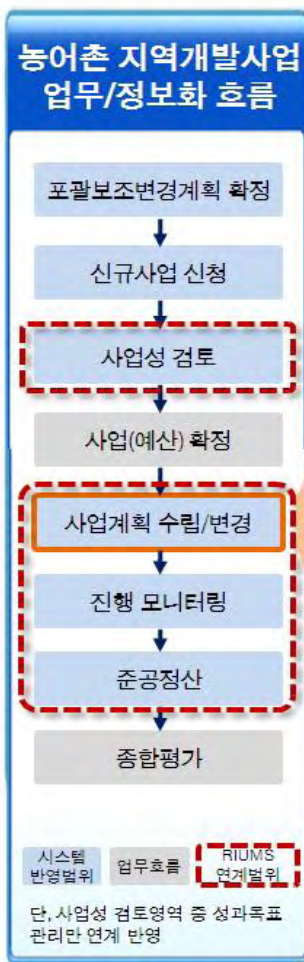 농어촌 지역개발사업
업무/정보화 흐름
포괄보조변경계획 확정
신규사업 신청
사업성 검토
사업(예산) 확정
사업계획 수립/변경
진행 모니터링
준공정산
종합평가
시스템
반영범위
업무흐름
RIUMS
연계범위
단, 사업성 검토영역 중 성과목표
관리만 연계 반영